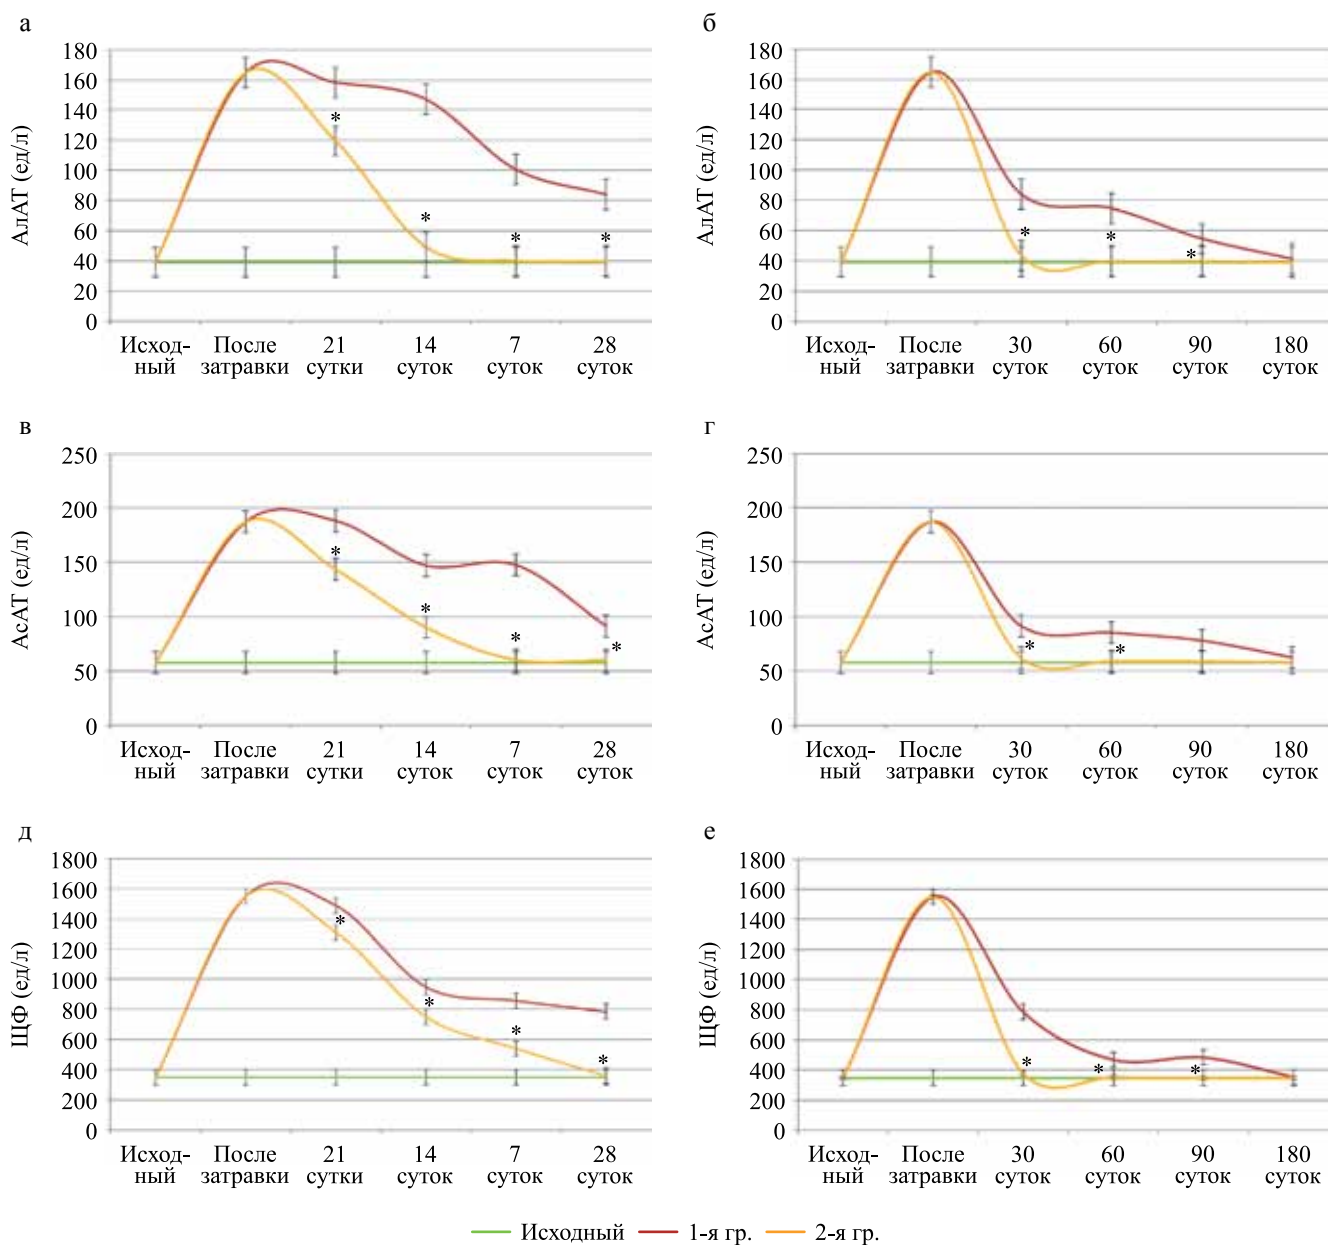 а
АлАТ (ед/л)
180
160
140
120
100
80
60
40
20
0
*
*
*
*
Исход-
ный
После
затравки
21
сутки
14
суток
7
суток
28
суток
б
АлАТ (ед/л)
180
160
140
120
100
80
60
40
20
0
*
*
*
Исход-
ный
После
затравки
30
суток
60
суток
90
суток
180
суток
в
АсАТ (ед/л)
250
200
150
100
50
0
*
*
*
*
Исход-
ный
После
затравки
21
сутки
14
суток
7
суток
28
суток
г
АсАТ (ед/л)
250
200
150
100
50
0
*
*
Исход-
ный
После
затравки
30
суток
60
суток
90
суток
180
суток
д
ЩФ (ед/л)
1800
1600
1400
1200
1000
800
600
400
200
0
*
*
*
*
Исход-
ный
После
затравки
21
сутки
14
суток
7
суток
28
суток
е
ЩФ (ед/л)
1800
1600
1400
1200
1000
800
600
400
200
0
*
*
*
Исход-
ный
После
затравки
30
суток
60
суток
90
суток
180
суток
Исходный 1-я гр. 2-я гр.